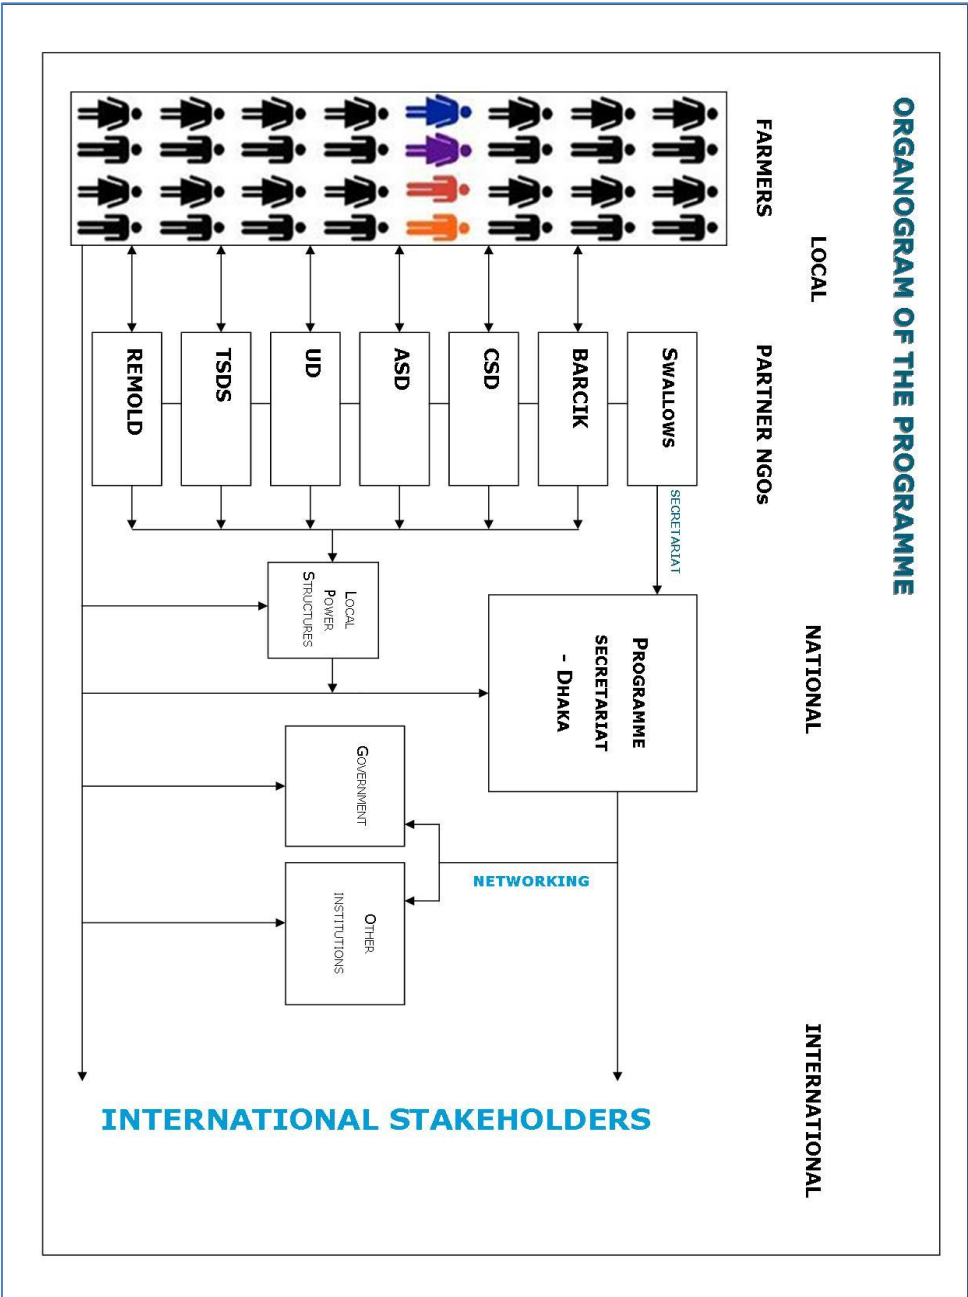 ORGANOGRAM OF THE PROGRAMME
LOCAL
NATIONAL
INTERNATIONAL
FARMERS
PARTNER NGOs
SWALLOWS
BARCIK
CSD
ASD
UD
TSDS
REMOLD
SECRETARIAT
PROGRAMME
SECRETARIAT
- DHAKA
LOCAL
POWER
STRUCTURES
GOVERNMENT
OTHER
INSTITUTIONS
NETWORKING
INTERNATIONAL STAKEHOLDERS